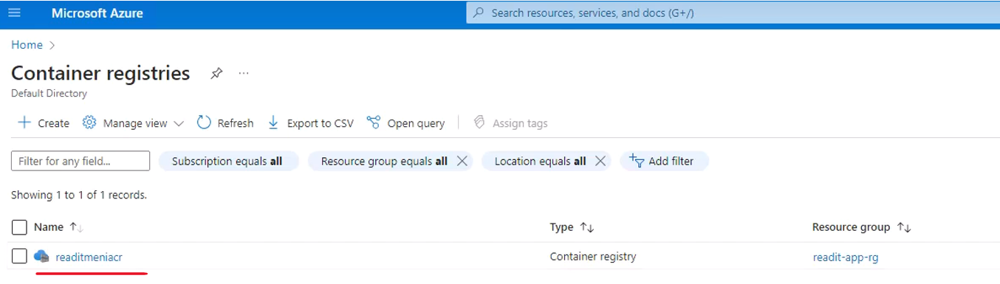 Microsoft Azure
Search resources, services, and docs (G+/)
Home >
Container registries
Default Directory
Create Manage view Refresh Export to CSV Open query Assign tags
Filter for any field... Subscription equals all Resource group equals all Location equals all Add filter
Showing 1 to 1 of 1 records.
Name Type Resource group
readitmeniacr Container registry readit-app-rg